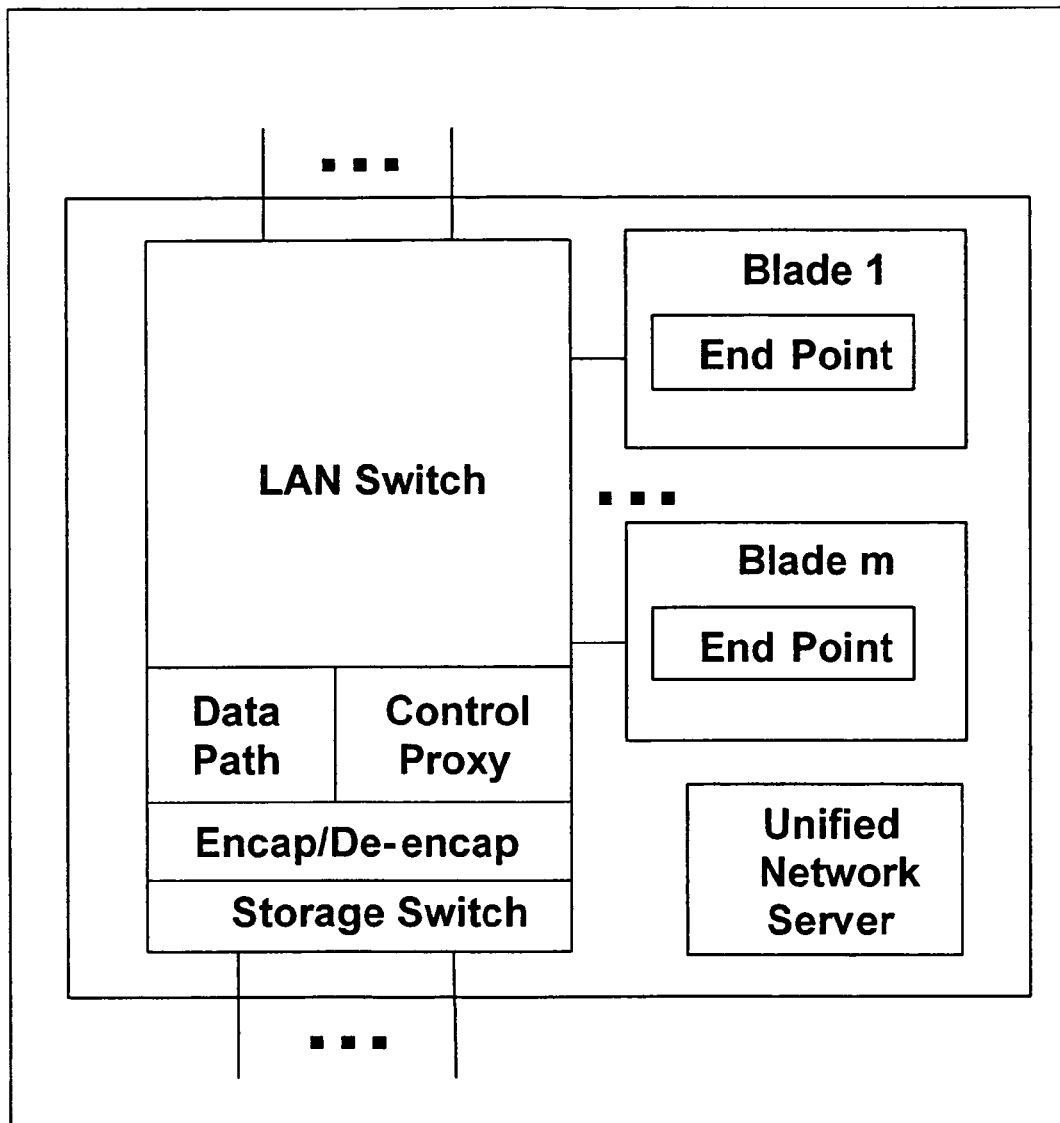 Blade 1
End Point
LAN Switch
Blade m
End Point
Data
Path
Control
Proxy
Encap/De-encap
Storage Switch
Unified
Network
Server